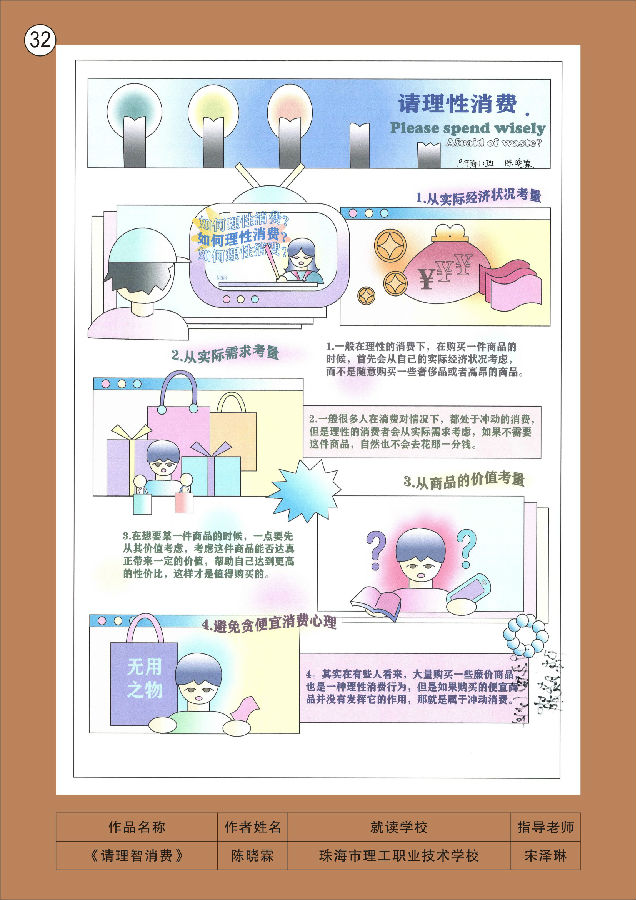 32
请理性消费
Please spend wisely
Afraid of waste?
1.从实际经济状况考量
如何理性消费?
如何理性消费?
如何理性消费?
¥ ¥ ¥
1.一般在理性的消费下，在购买一件商品的
时候，首先会从自己的实际经济状况考虑，
而不是随意购买一些奢侈品或者高昂的商品。
2.从实际需求考量
2.一般很多人在消费对情况下，都处于冲动的消费，
但是理性的消费者会从实际需求考虑，如果不需要
这件商品，自然也不会去花那一分钱。
3.从商品的价值考量
3.在想要某一件商品的时候，一点要先
从其价值考虑，考虑这件商品能否达真
正带来一定的价值，帮助自己达到更高
的性价比，这样才是值得购买的。
? ?
4.避免贪便宜消费心理
无用
之物
4．其实在有些人看来，大量购买一些廉价商品，
也是一种理性消费行为，但是如果购买的便宜商
品并没有发挥它的作用，那就是属于冲动消费。
作品名称 作者姓名 就读学校 指导老师
《请理智消费》 陈晓霖 珠海市理工职业技术学校 宋泽琳